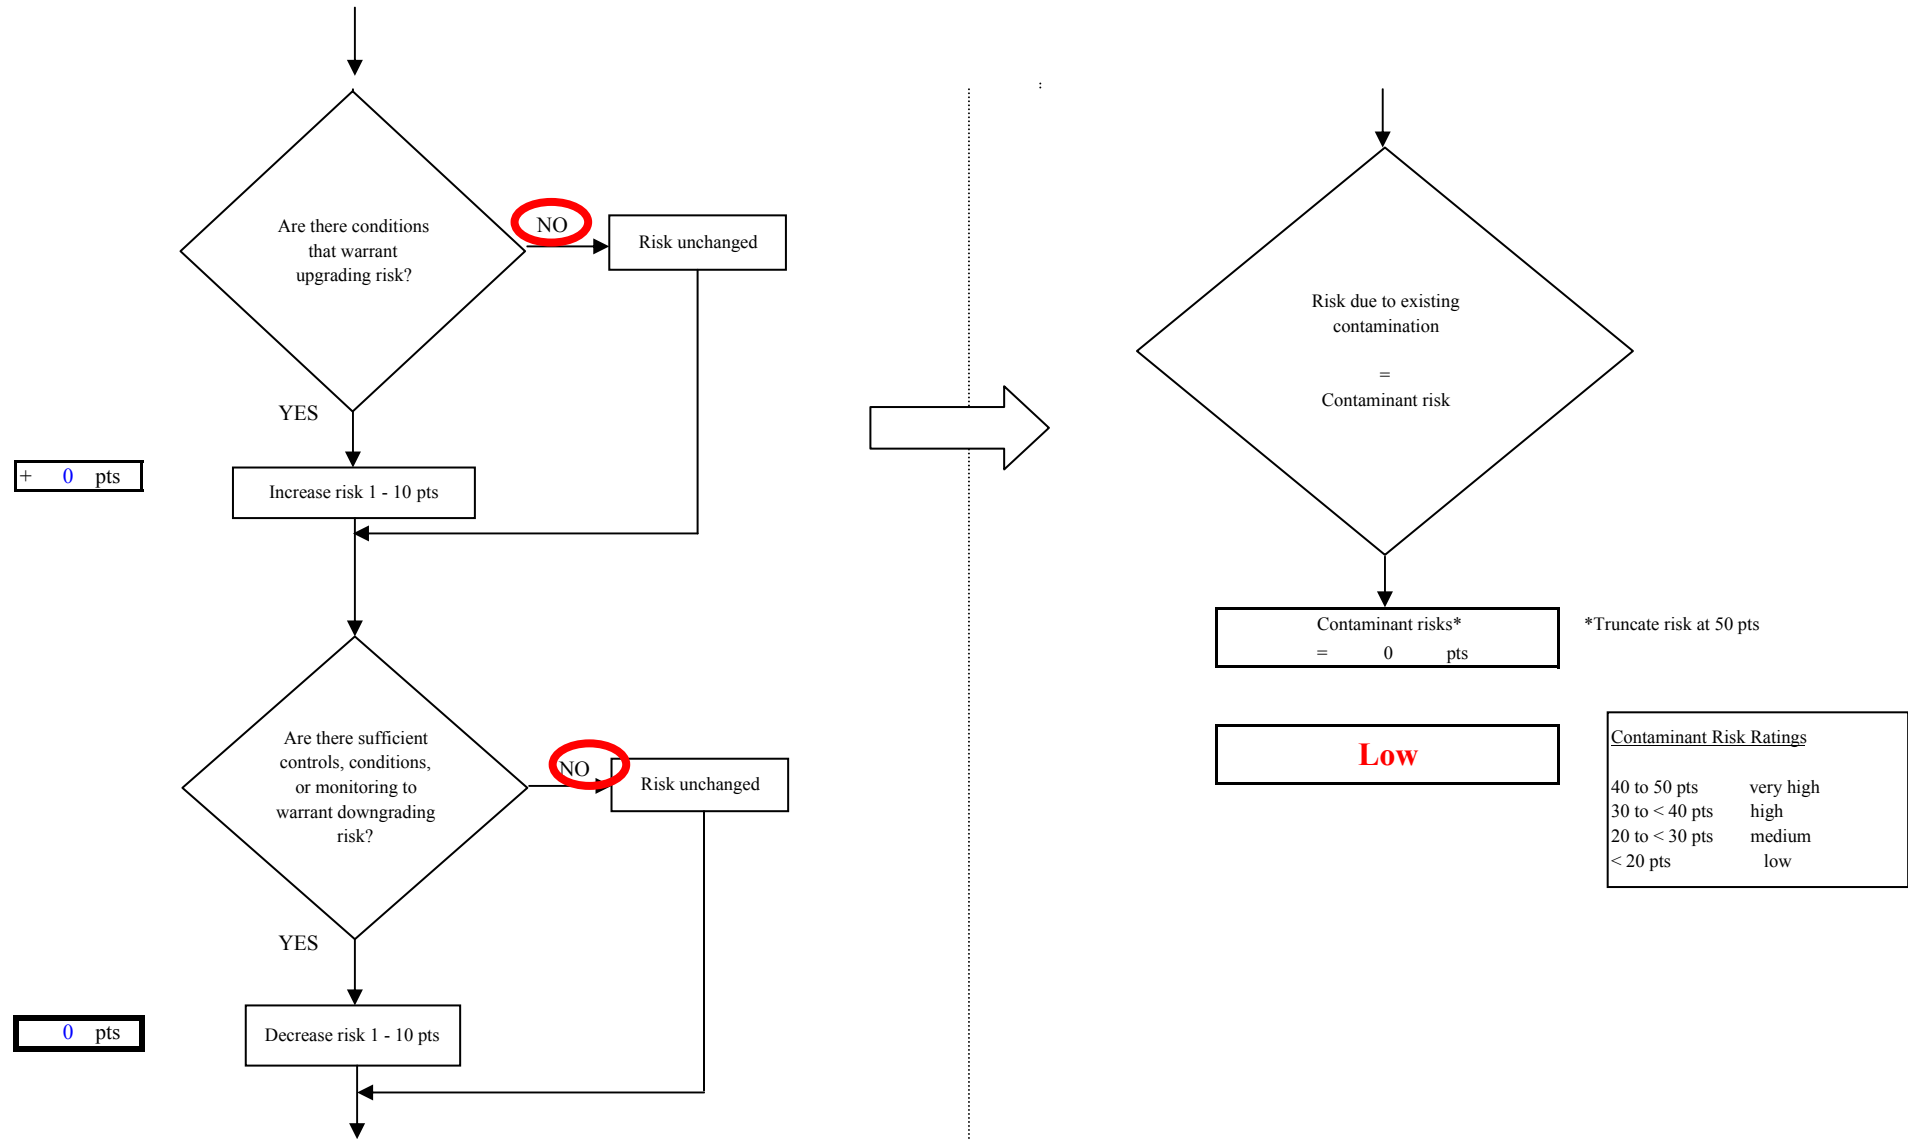 Are there conditions
that warrant
upgrading risk?
NO
Risk unchanged
YES
+ 0 pts
Increase risk 1 - 10 pts
Are there sufficient
controls, conditions,
or monitoring to
warrant downgrading
risk?
NO
Risk unchanged
YES
0 pts
Decrease risk 1 - 10 pts
:
Risk due to existing
contamination
=
Contaminant risk
Contaminant risks*
= 0 pts
*Truncate risk at 50 pts
Low
Contaminant Risk Ratings
40 to 50 pts very high
30 to < 40 pts high
20 to < 30 pts medium
< 20 pts low